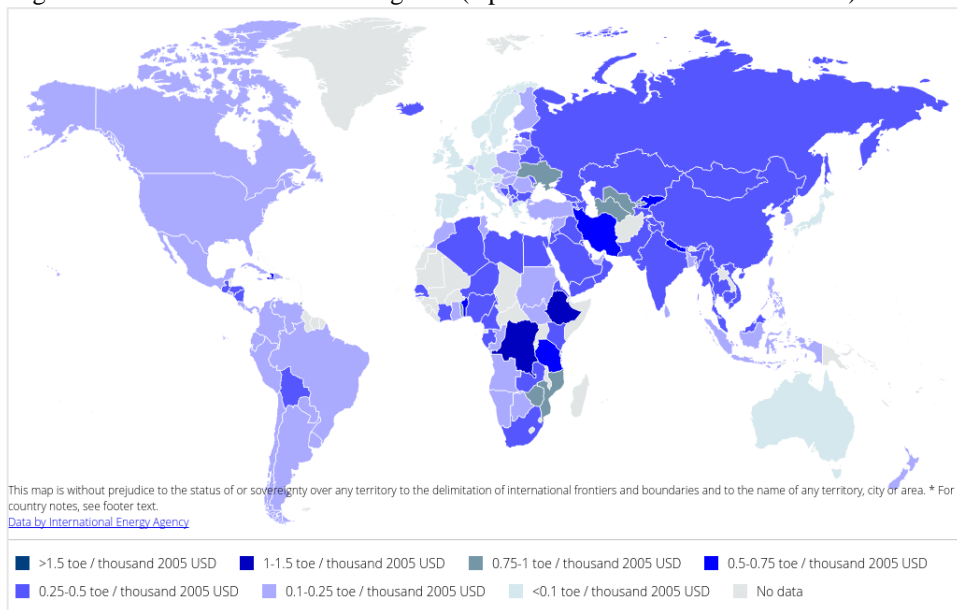 This map is without prejudice to the status of or sovereignty over any territory to the delimitation of international frontiers and boundaries and to the name of any territory, city or area. * For
country notes, see footer text.
Data by International Energy Agency
>1.5 toe / thousand 2005 USD 1-1.5 toe / thousand 2005 USD 0.75-1 toe / thousand 2005 USD 0.5-0.75 toe / thousand 2005 USD
0.25-0.5 toe / thousand 2005 USD 0.1-0.25 toe / thousand 2005 USD <0.1 toe / thousand 2005 USD No data